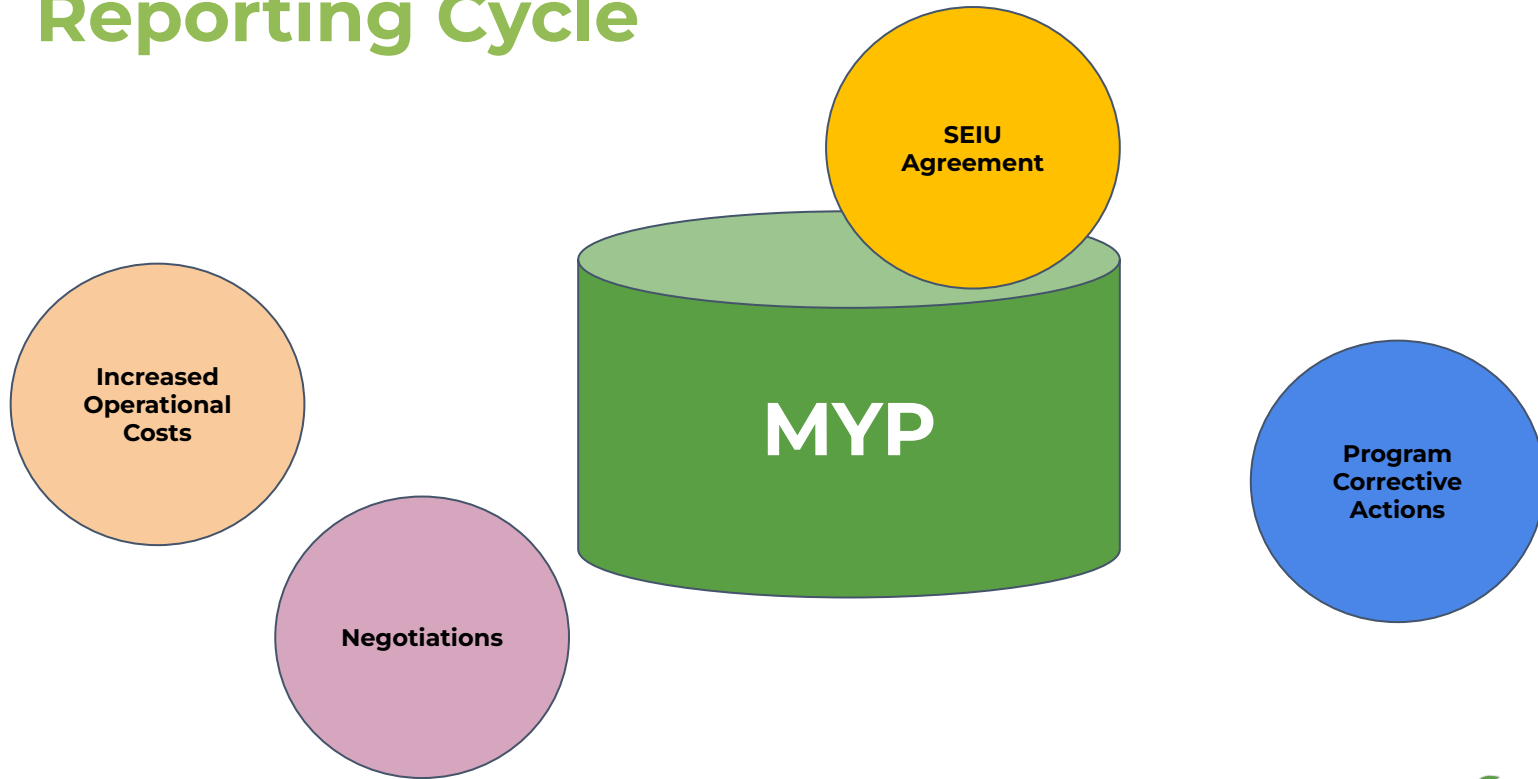 Reporting Cycle
SEIU
Agreement
Increased
Operational
Costs
MYP
Program
Corrective
Actions
Negotiations